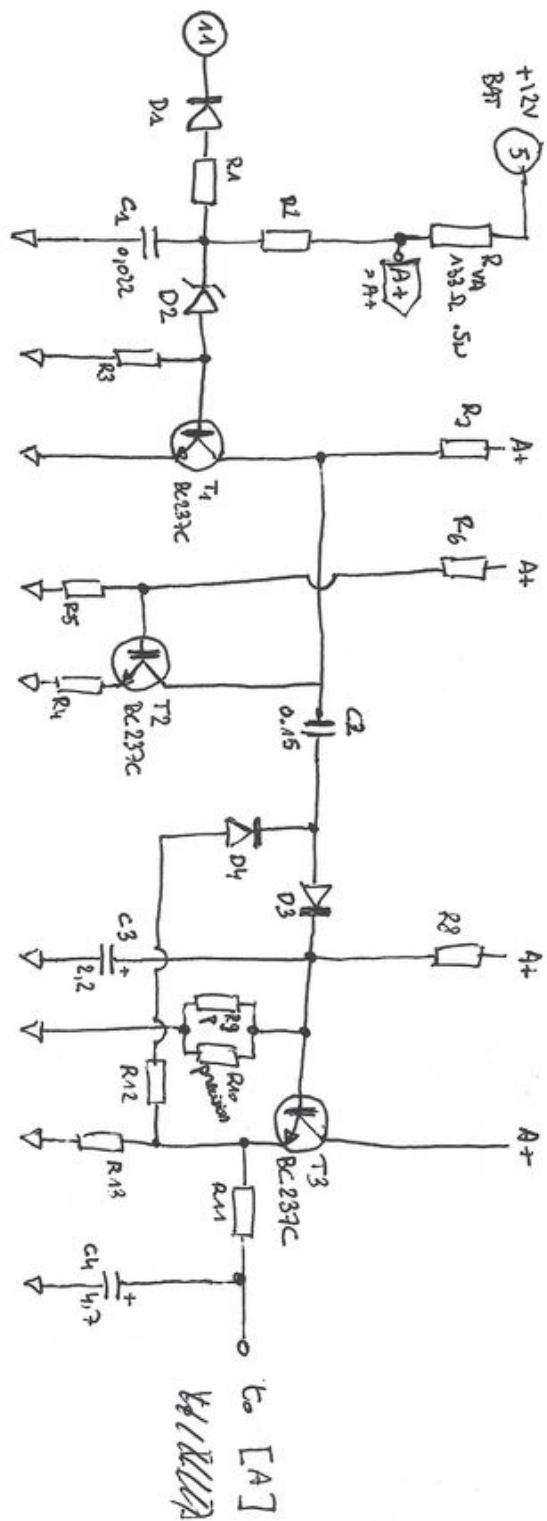 11
D1
R1
C1
0,022
D2
R2
+12V
BAT
5
R VA
133Ω .5W
A+
>A+
R3
T1
BC237C
R7
A+
R5
R4
T2
BC237C
R6
A+
C2
0.15
D4
D3
C3
+
2,2
R8
A+
R9
R10
precision
R12
R13
T3
BC237C
A+
R11
C4
+
4,7
to [A]